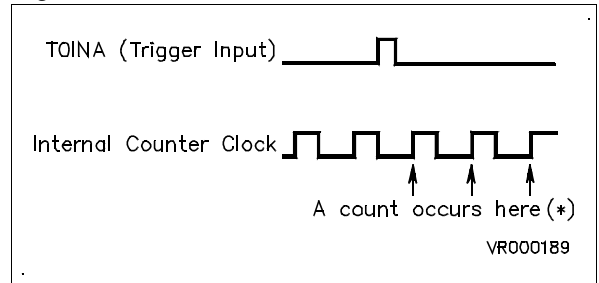 T0INA (Trigger Input)
Internal Counter Clock
A count occurs here (*)
VR000189